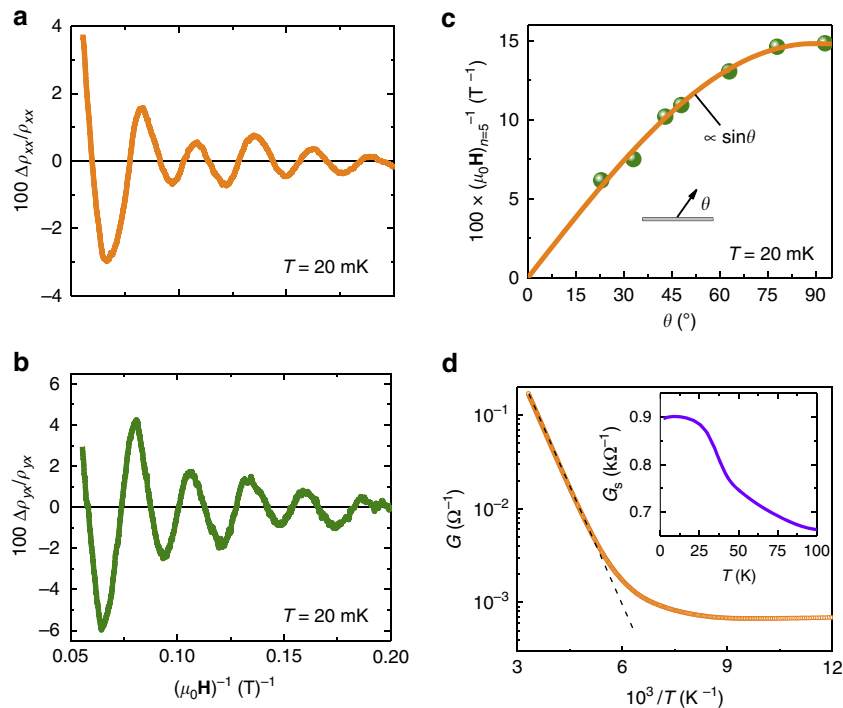 a
100 Δρxx/ρxx
4
2
0
–2
–4
T = 20 mK
b
100 Δρyx/ρyx
6
4
2
0
–2
–4
–6
T = 20 mK
0.05 0.10 0.15 0.20
(μ0H)–1 (T)–1
c
100 × (μ0H)n=5–1 (T–1)
15
10
5
0
∝ sinθ
θ
T = 20 mK
0 15 30 45 60 75 90
θ (°)
d
G (Ω–1)
10–1
10–2
10–3
3 6 9 12
103/T (K–1)
Gs (kΩ–1)
0.9
0.8
0.7
0 25 50 75 100
T (K)